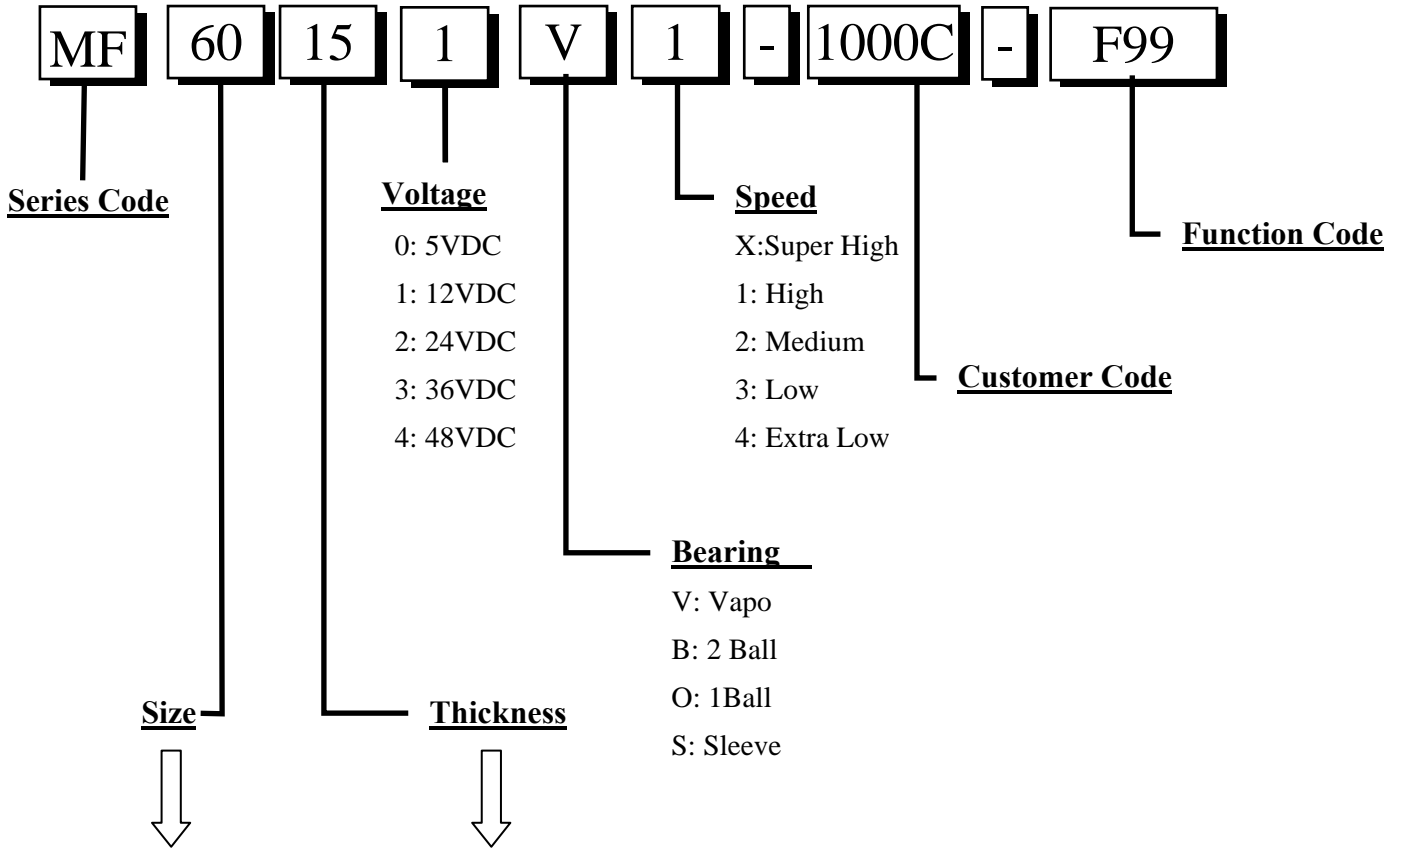 MF 60 15 1 V 1 - 1000C - F99
Series Code
Voltage
0: 5VDC
1: 12VDC
2: 24VDC
3: 36VDC
4: 48VDC
Speed
X:Super High
1: High
2: Medium
3: Low
4: Extra Low
Function Code
Customer Code
Bearing
V: Vapo
B: 2 Ball
O: 1Ball
S: Sleeve
Size
Thickness